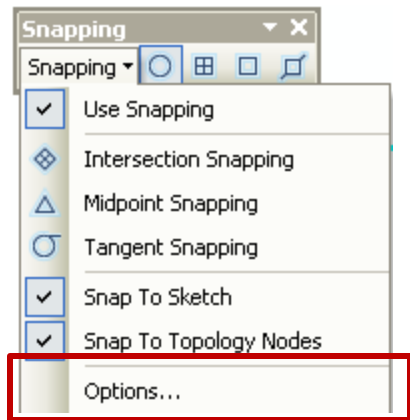 Snapping
Snapping
Use Snapping
Intersection Snapping
Midpoint Snapping
Tangent Snapping
Snap To Sketch
Snap To Topology Nodes
Options...